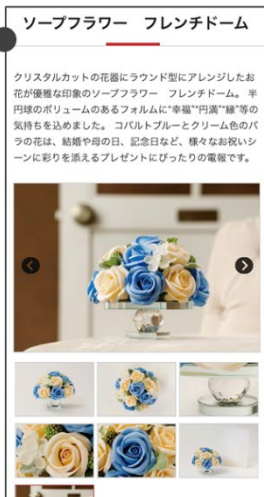 ソープフラワー　フレンチドーム
クリスタルカットの花器にラウンド型にアレンジしたお
花が優雅な印象のソープフラワー　フレンチドーム。 半
円球のボリュームのあるフォルムに“幸福”“円満”“縁”等の
気持ちを込めました。 コバルトブルーとクリーム色のバ
ラの花は、結婚や母の日、記念日など、様々なお祝いシ
ーンに彩りを添えるプレゼントにぴったりの電報です。